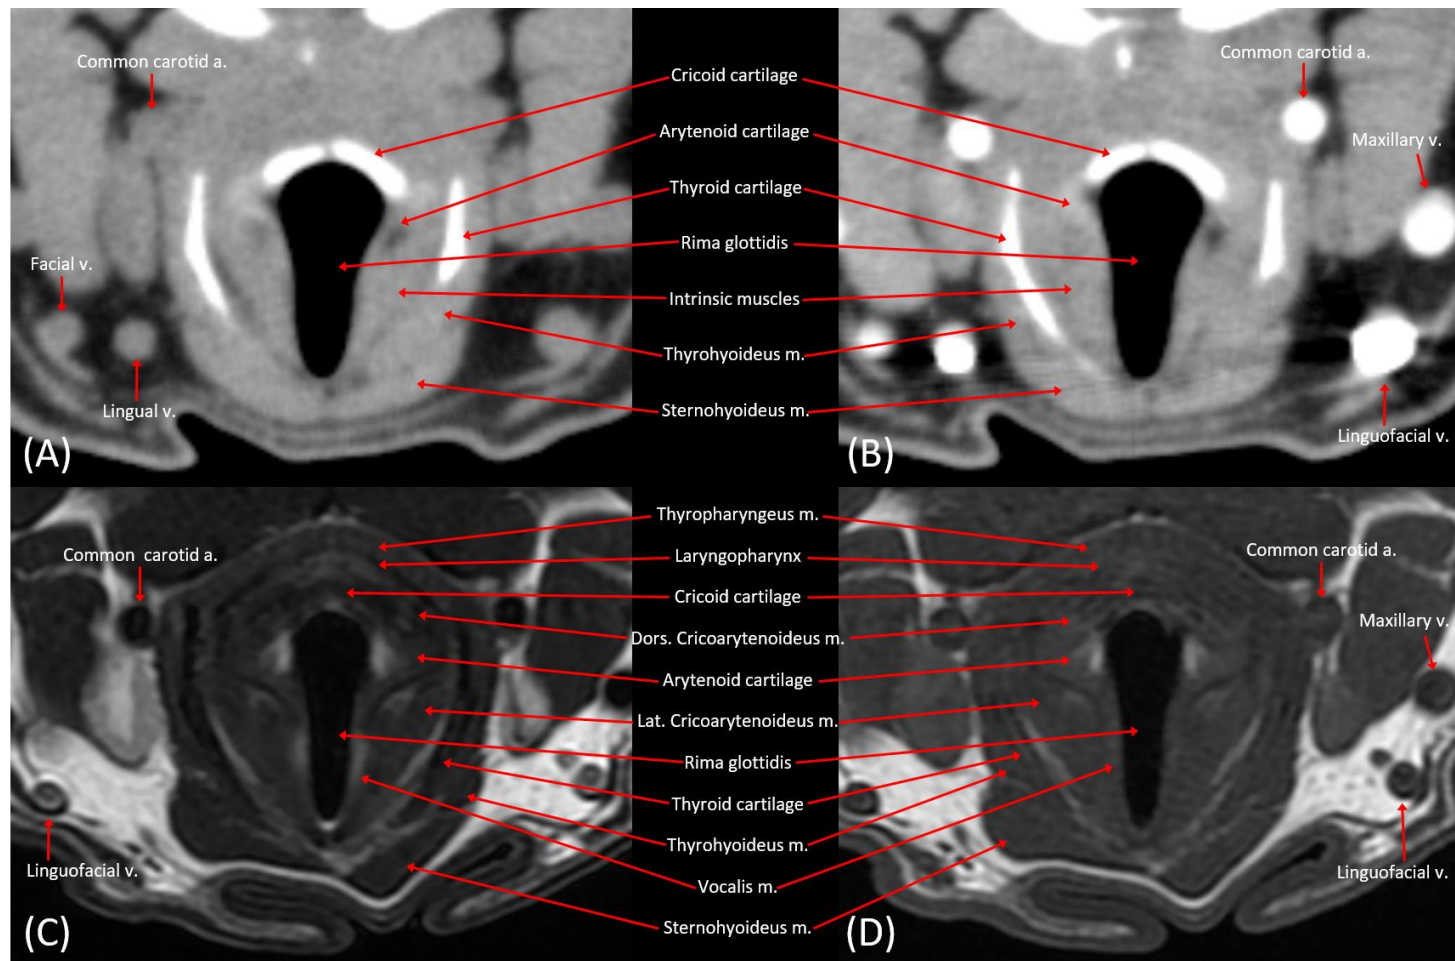 Common carotid a.
Facial v.
Lingual v.
(A)
Cricoid cartilage
Arytenoid cartilage
Thyroid cartilage
Rima glottidis
Intrinsic muscles
Thyrohyoideus m.
Sternohyoideus m.
Common carotid a.
Maxillary v.
Linguofacial v.
(B)
Common  carotid a.
Linguofacial v.
(C)
Thyropharyngeus m.
Laryngopharynx
Cricoid cartilage
Dors. Cricoarytenoideus m.
Arytenoid cartilage
Lat. Cricoarytenoideus m.
Rima glottidis
Thyroid cartilage
Thyrohyoideus m.
Vocalis m.
Sternohyoideus m.
Common carotid a.
Maxillary v.
Linguofacial v.
(D)